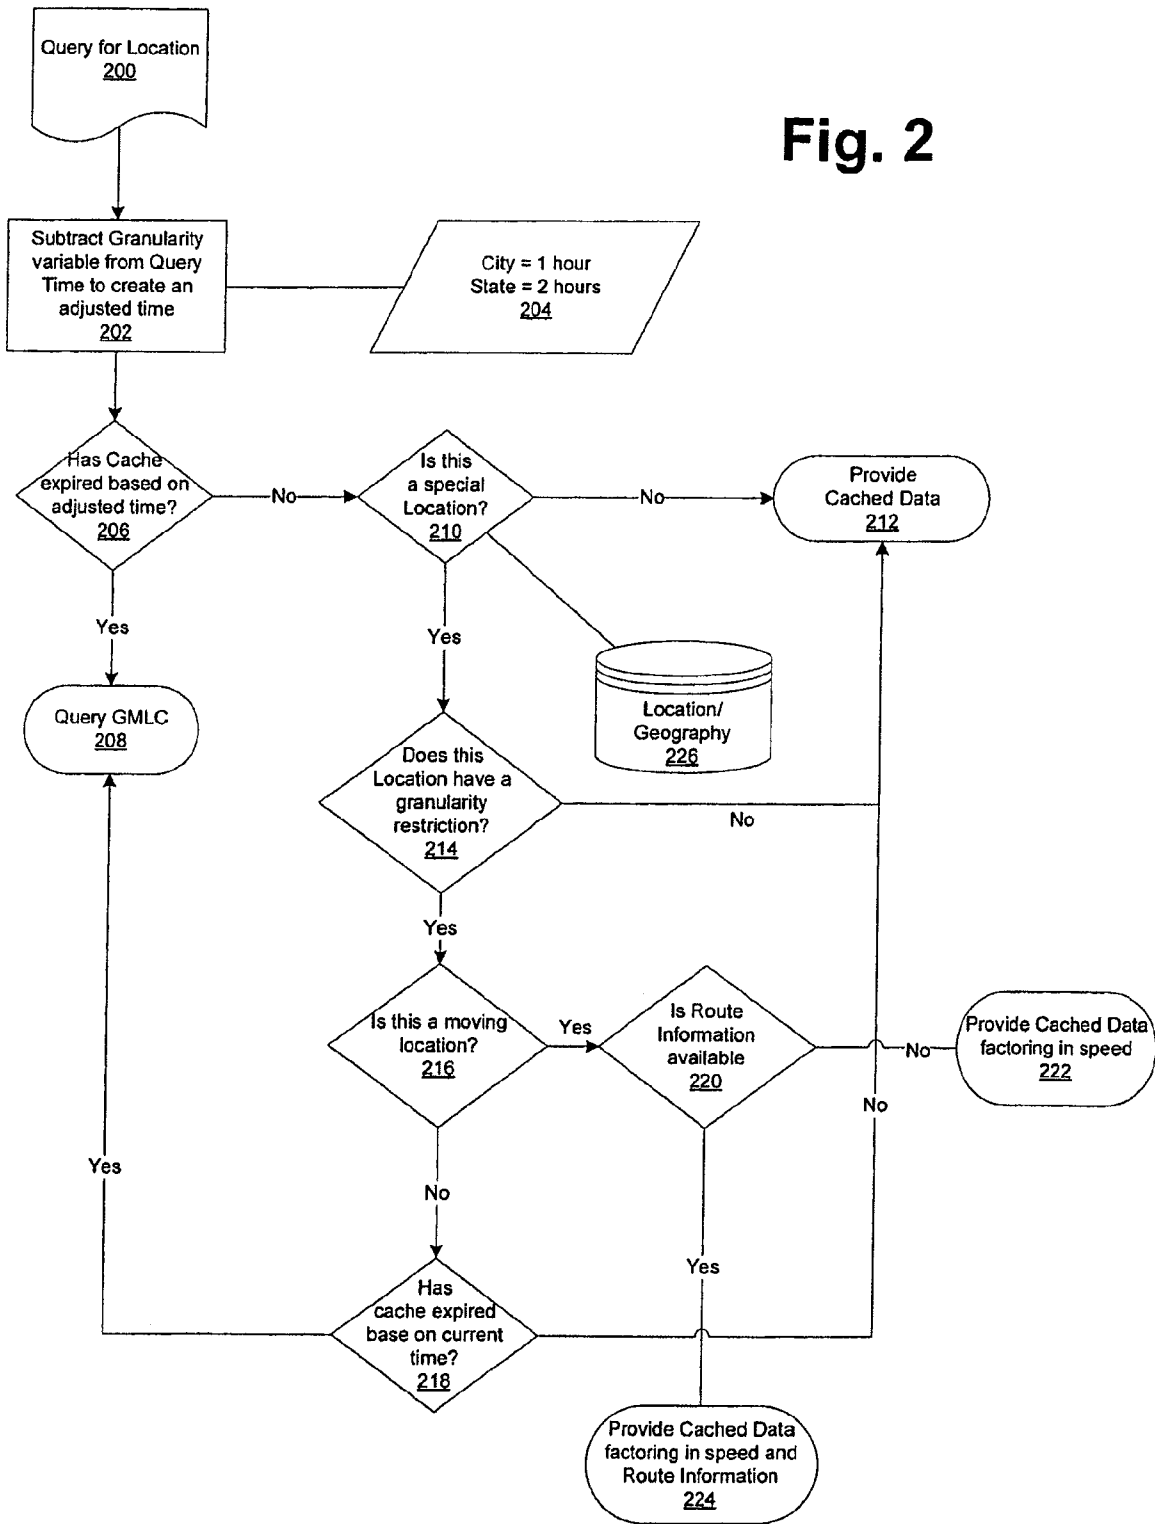 Query for Location
200
Fig. 2
Subtract Granularity
variable from Query
Time to create an
adjusted time
202
City = 1 hour
State = 2 hours
204
Has Cache
expired based on
adjusted time?
206
No
Is this
a special
Location?
210
No
Provide
Cached Data
212
Yes
Yes
Query GMLC
208
Location/
Geography
226
Does this
Location have a
granularity
restriction?
214
No
Yes
Is this a moving
location?
216
Yes
Is Route
Information
available
220
No
Provide Cached Data
factoring in speed
222
No
Yes
No
Yes
Has
cache expired
base on current
time?
218
Provide Cached Data
factoring in speed and
Route Information
224